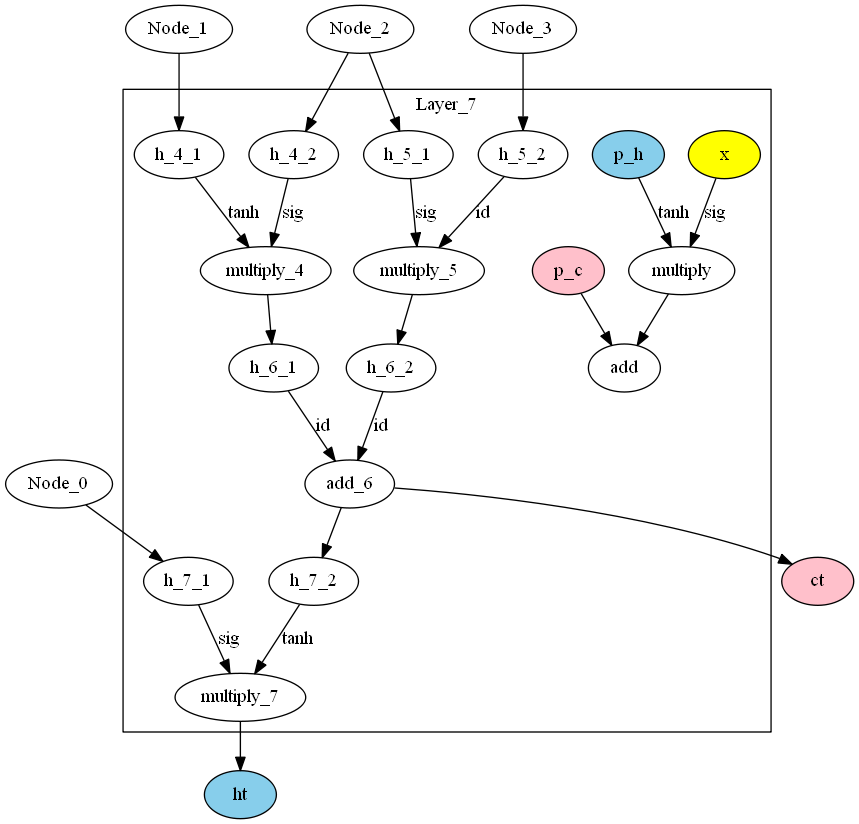 Node_1
Node_2
Node_3
Layer_7
h_4_1
h_4_2
h_5_1
h_5_2
p_h
x
tanh
sig
sig
id
tanh
sig
multiply_4
multiply_5
p_c
multiply
h_6_1
h_6_2
add
id
id
Node_0
add_6
h_7_1
h_7_2
ct
sig
tanh
multiply_7
ht